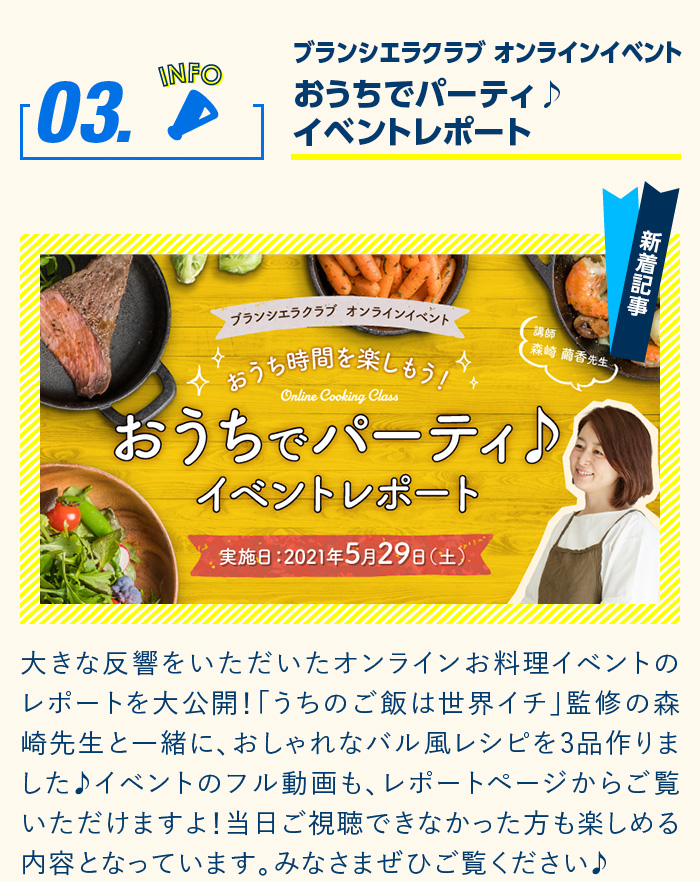 03.
INFO
ブランシエラクラブ オンラインイベント
おうちでパーティ♪
イベントレポート
新着記事
ブランシエラクラブ オンラインイベント
講師
森崎 繭香先生
おうち時間を楽しもう!
Online Cooking Class
おうちでパーティ♪
イベントレポート
実施日:2021年5月29日(土)
大きな反響をいただいたオンラインお料理イベントの
レポートを大公開!「うちのご飯は世界イチ」監修の森
崎先生と一緒に、おしゃれなバル風レシピを3品作りま
した♪イベントのフル動画も、レポートページからご覧
いただけますよ!当日ご視聴できなかった方も楽しめる
内容となっています。みなさまぜひご覧ください♪